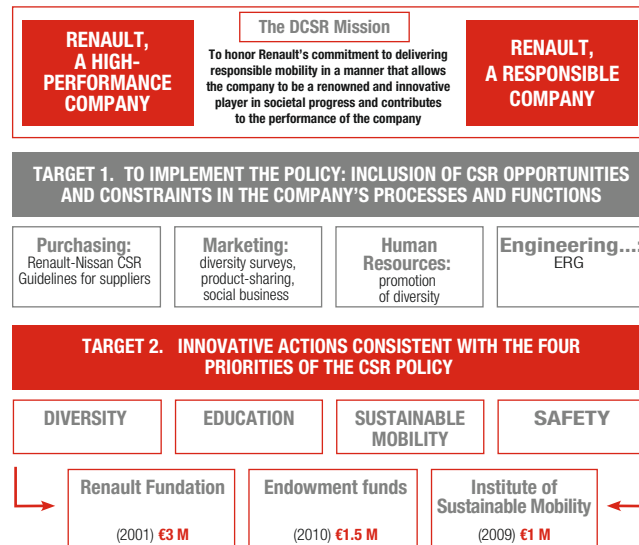 RENAULT,
A HIGH-
PERFORMANCE
COMPANY
The DCSR Mission
To honor Renault's commitment to delivering
responsible mobility in a manner that allows
the company to be a renowned and innovative
player in societal progress and contributes
to the performance of the company
RENAULT,
A RESPONSIBLE
COMPANY
TARGET 1. TO IMPLEMENT THE POLICY: INCLUSION OF CSR OPPORTUNITIES
AND CONSTRAINTS IN THE COMPANY'S PROCESSES AND FUNCTIONS
Purchasing:
Renault-Nissan CSR
Guidelines for suppliers
Marketing:
diversity surveys,
product-sharing,
social business
Human
Resources:
promotion
of diversity
Engineering...:
ERG
TARGET 2. INNOVATIVE ACTIONS CONSISTENT WITH THE FOUR
PRIORITIES OF THE CSR POLICY
DIVERSITY
EDUCATION
SUSTAINABLE
MOBILITY
SAFETY
Renault Fundation
(2001) €3 M
Endowment funds
(2010) €1.5 M
Institute of
Sustainable Mobility
(2009) €1 M